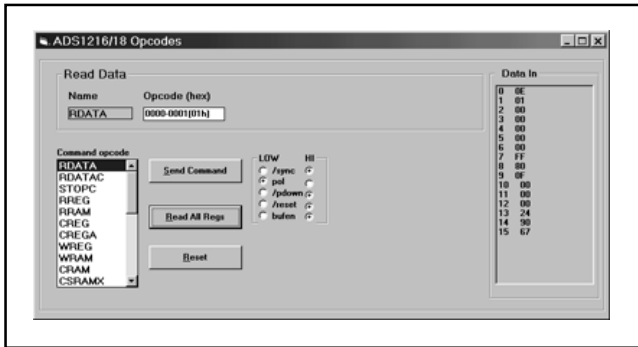 ADS1216/18 Opcodes
Read Data
Name Opcode (hex)
RDATA 0000-0001(01h)
Command opcode
RDATA
RDATAC
STOPC
RREG
RRAM
CREG
CREGA
WREG
WRAM
CRAM
CSRAMX
Send Command
Read All Regs
Reset
LOW HI
/sync
pol
/pdown
/reset
bufen
Data In
0 0E
1 01
2 00
3 00
4 00
5 00
6 00
7 FF
8 00
9 0F
10 00
11 00
12 00
13 24
14 90
15 67